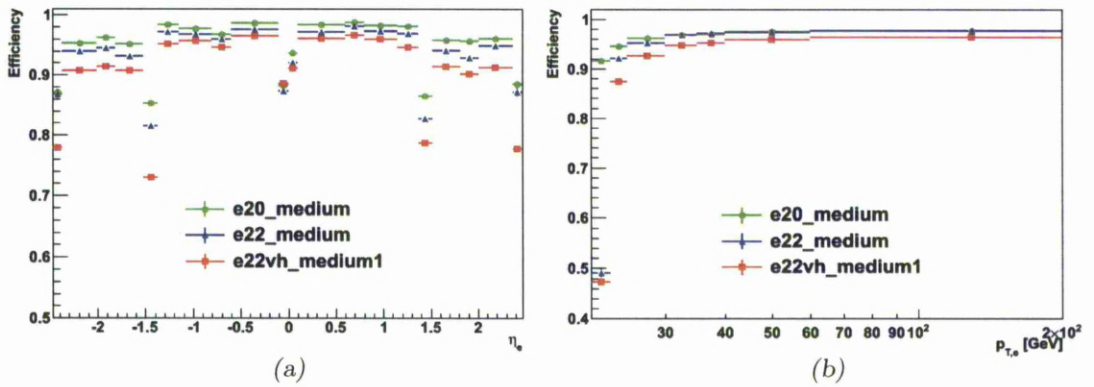 Efficiency
1
0.9
0.8
0.7
0.6
0.5
e20_medium
e22_medium
e22vh_medium1
-2 -1.5 -1 -0.5 0 0.5 1 1.5 2
ηe
(a)
Efficiency
1
0.9
0.8
0.7
0.6
0.5
0.4
e20_medium
e22_medium
e22vh_medium1
30 40 50 60 70 80 90 10² 2×10²
pT,e [GeV]
(b)